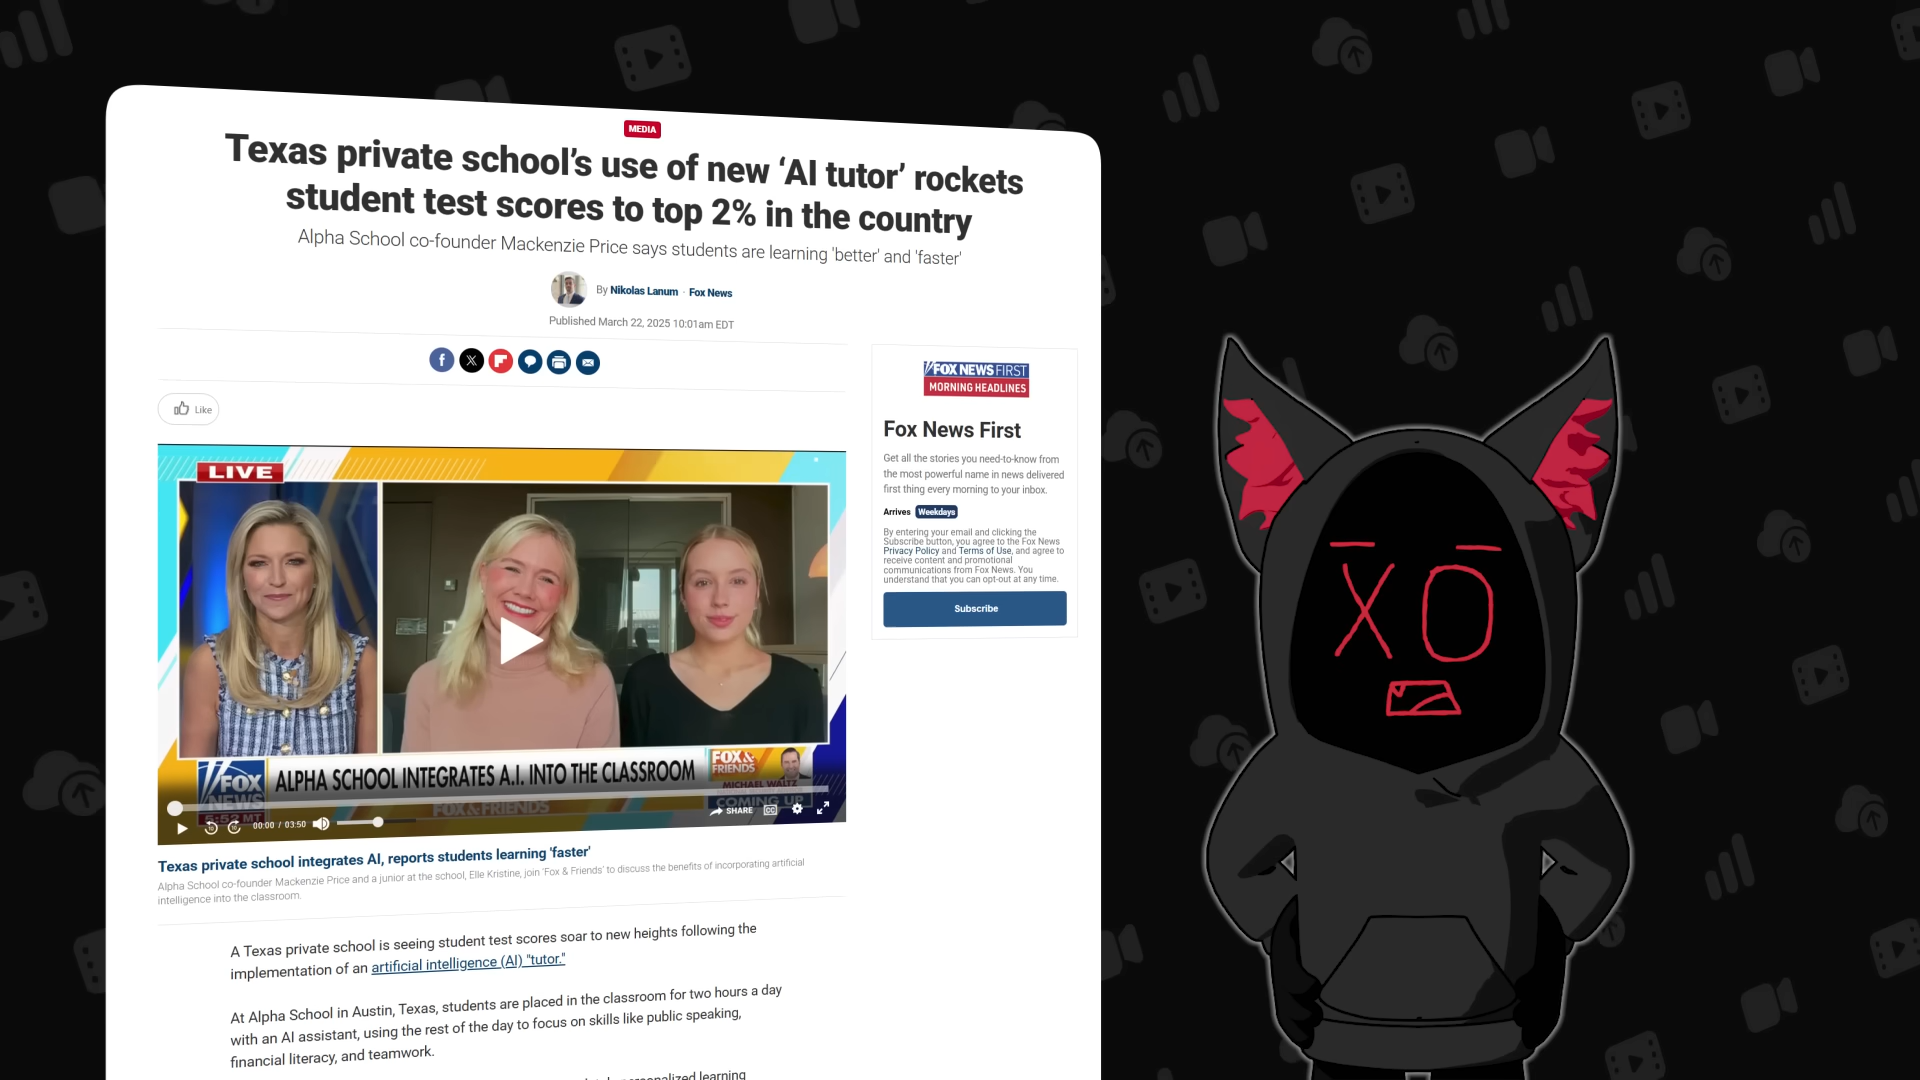 MEDIA
Texas private school’s use of new ‘AI tutor’ rockets
student test scores to top 2% in the country
Alpha School co-founder Mackenzie Price says students are learning 'better' and 'faster'
By Nikolas Lanum · Fox News
Published March 22, 2025 10:01am EDT
Like
LIVE
FOX NEWS
ALPHA SCHOOL INTEGRATES A.I. INTO THE CLASSROOM
FOX& FRIENDS
MICHAEL WALTZ
COMING UP
5:52 MT
FOX&FRIENDS
00:00 / 03:50
SHARE
CC
Texas private school integrates AI, reports students learning 'faster'
Alpha School co-founder Mackenzie Price and a junior at the school, Elle Kristine, join 'Fox & Friends' to discuss the benefits of incorporating artificial
intelligence into the classroom.
A Texas private school is seeing student test scores soar to new heights following the
implementation of an artificial intelligence (AI) "tutor."
At Alpha School in Austin, Texas, students are placed in the classroom for two hours a day
with an AI assistant, using the rest of the day to focus on skills like public speaking,
financial literacy, and teamwork.
personalized learning
FOX NEWS FIRST
MORNING HEADLINES
Fox News First
Get all the stories you need-to-know from
the most powerful name in news delivered
first thing every morning to your inbox.
Arrives Weekdays
By entering your email and clicking the
Subscribe button, you agree to the Fox News
Privacy Policy and Terms of Use, and agree to
receive content and promotional
communications from Fox News. You
understand that you can opt-out at any time.
Subscribe
XO